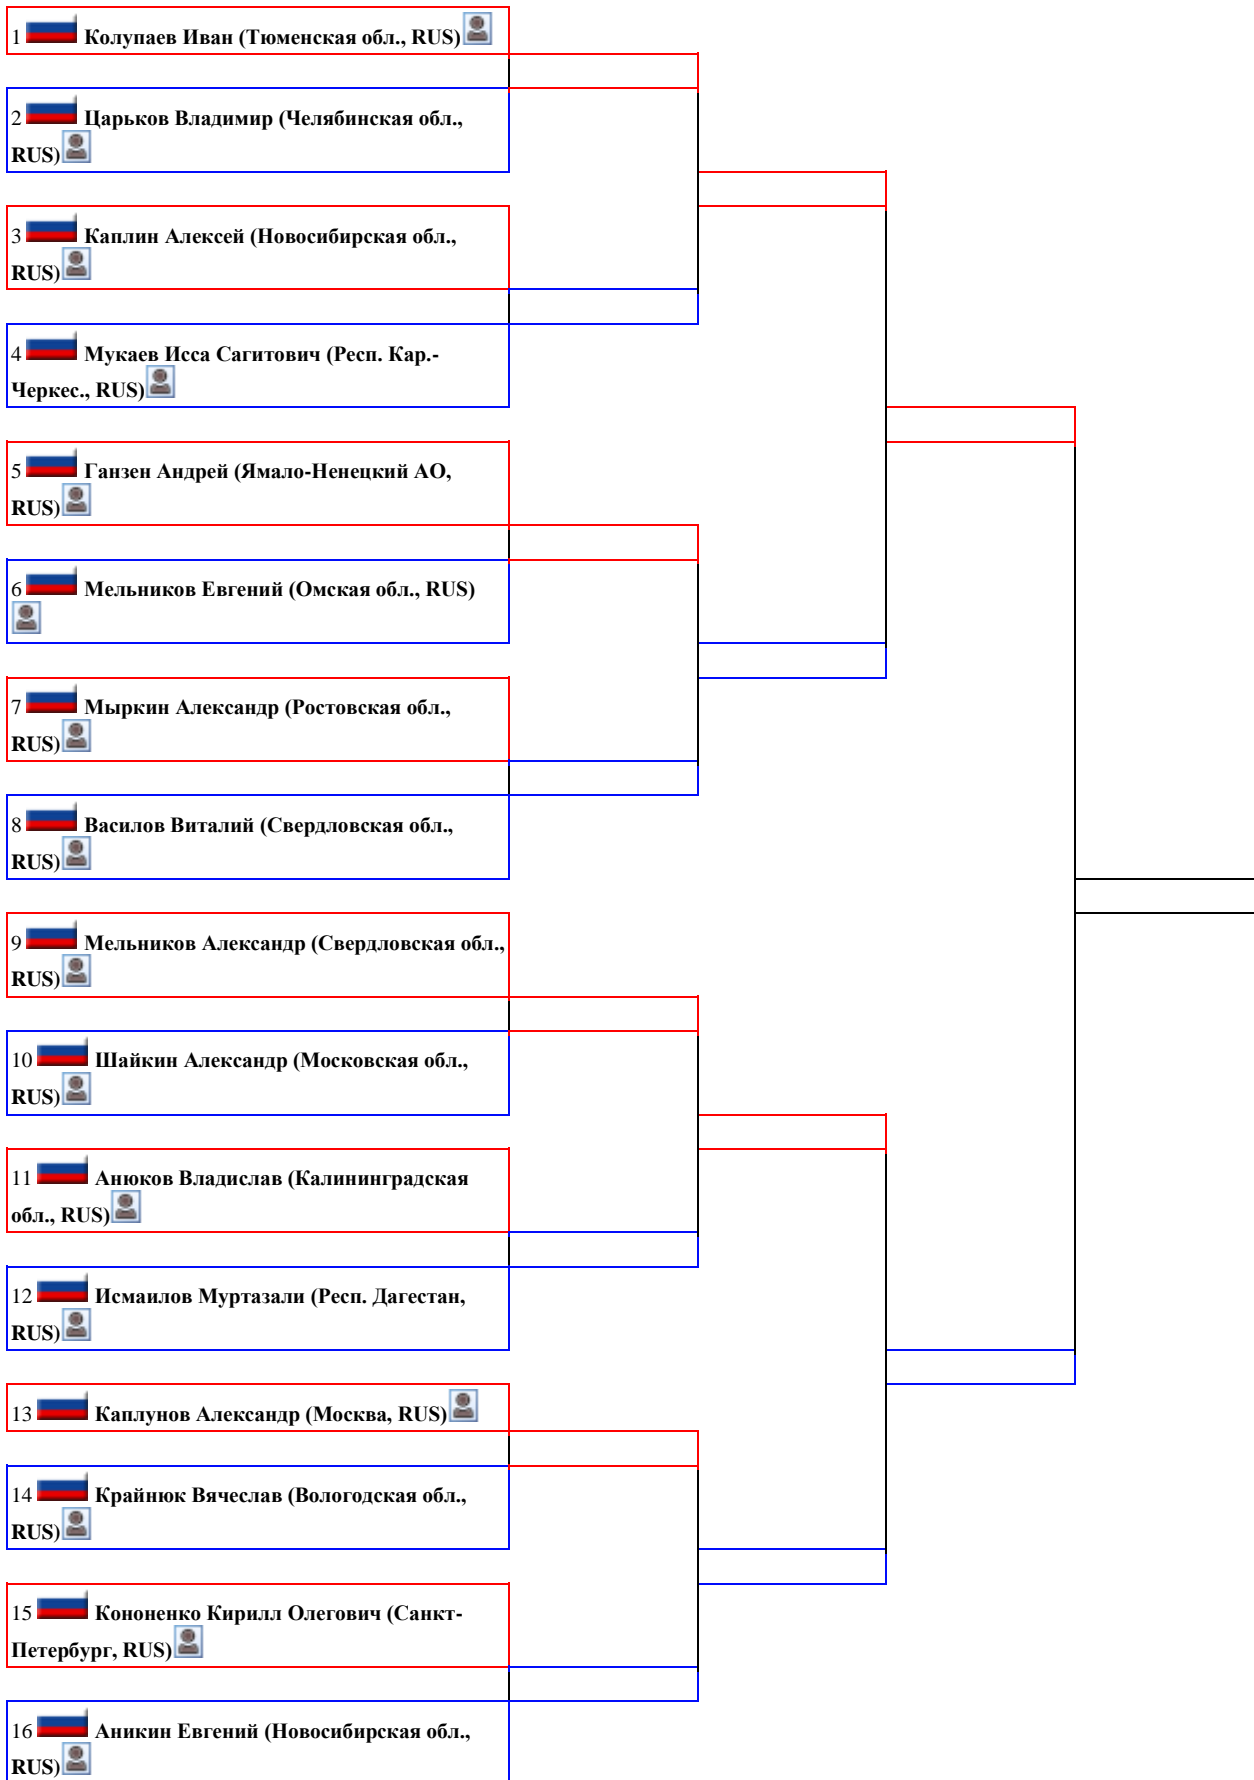 1 Колупаев Иван (Тюменская обл., RUS)
2 Царьков Владимир (Челябинская обл.,
RUS)
3 Каплин Алексей (Новосибирская обл.,
RUS)
4 Мукаев Исса Сагитович (Респ. Кар.-
Черкес., RUS)
5 Ганзен Андрей (Ямало-Ненецкий АО,
RUS)
6 Мельников Евгений (Омская обл., RUS)
7 Мыркин Александр (Ростовская обл.,
RUS)
8 Василов Виталий (Свердловская обл.,
RUS)
9 Мельников Александр (Свердловская обл.,
RUS)
10 Шайкин Александр (Московская обл.,
RUS)
11 Анюков Владислав (Калининградская
обл., RUS)
12 Исмаилов Муртазали (Респ. Дагестан,
RUS)
13 Каплунов Александр (Москва, RUS)
14 Крайнюк Вячеслав (Вологодская обл.,
RUS)
15 Кононенко Кирилл Олегович (Санкт-
Петербург, RUS)
16 Аникин Евгений (Новосибирская обл.,
RUS)